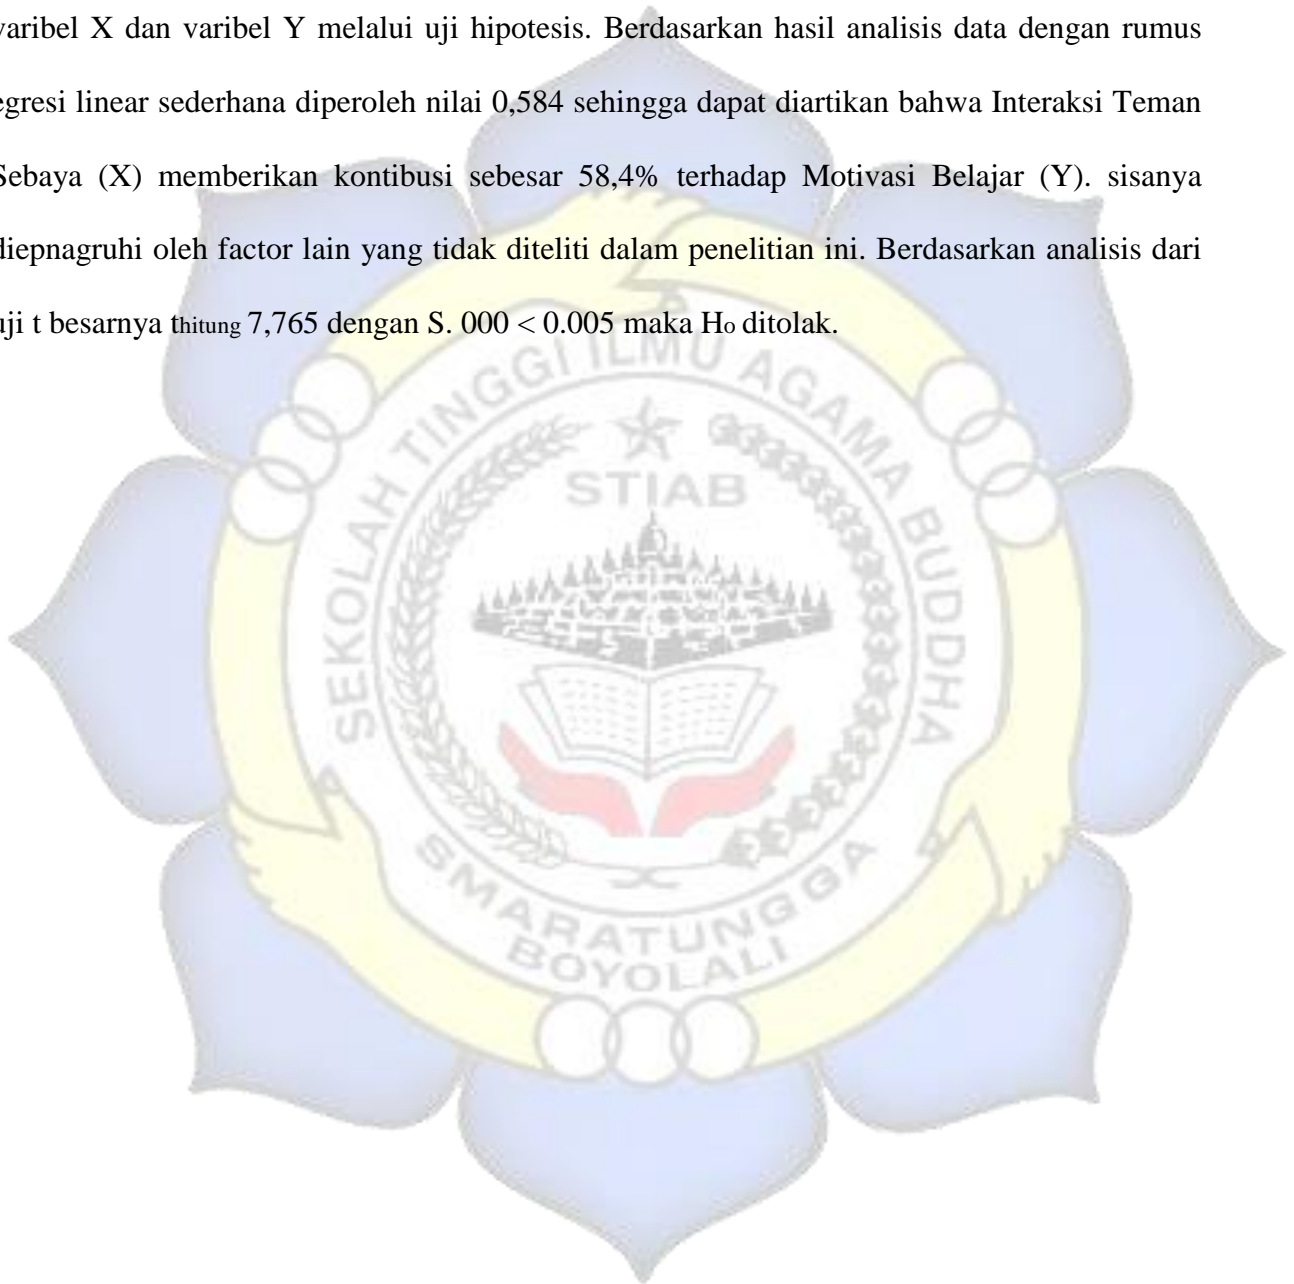 varibel X dan varibel Y melalui uji hipotesis. Berdasarkan hasil analisis data dengan rumus
egresi linear sederhana diperoleh nilai 0,584 sehingga dapat diartikan bahwa Interaksi Teman
Sebaya (X) memberikan kontibusi sebesar 58,4% terhadap Motivasi Belajar (Y). sisanya
diepnagruhi oleh factor lain yang tidak diteliti dalam penelitian ini. Berdasarkan analisis dari
uji t besarnya thitung 7,765 dengan S. 000 < 0.005 maka Ho ditolak.
SEKOLAH TINGGI ILMU AGAMA BUDDHA
STIAB
SMARATUNGGA
BOYOLALI